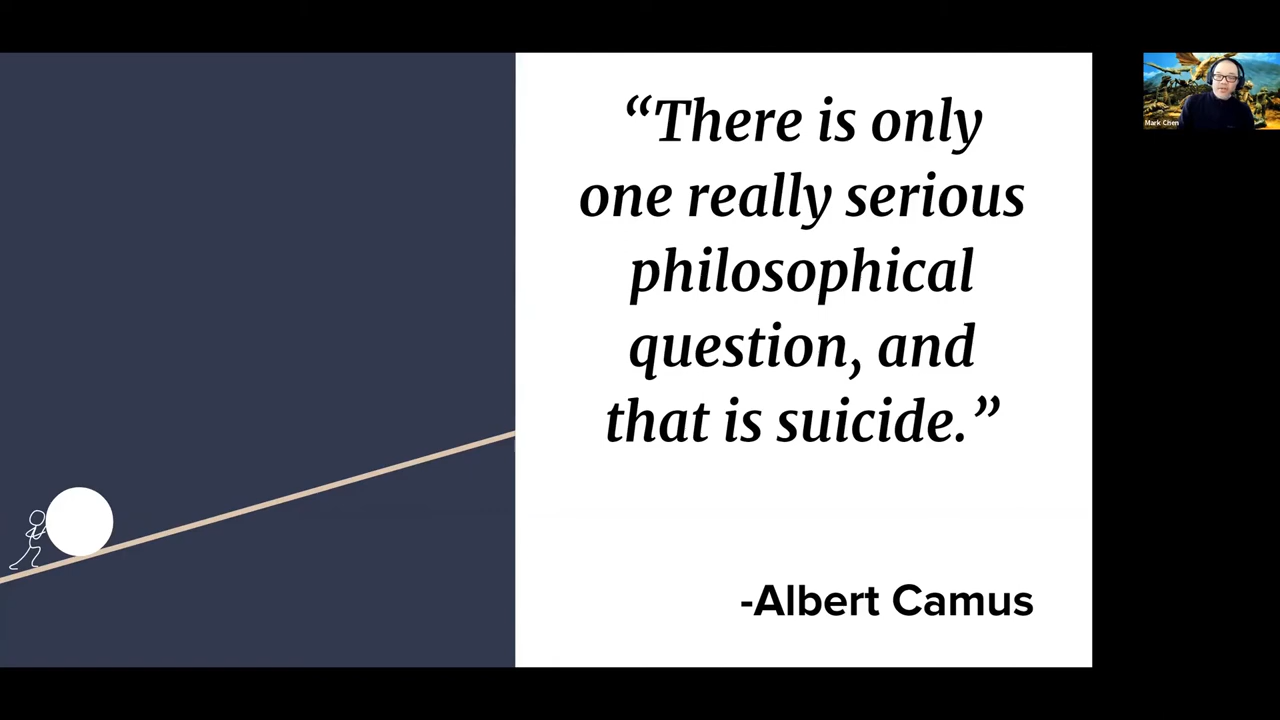 “There is only
one really serious
philosophical
question, and
that is suicide.”
-Albert Camus
Mark Chen